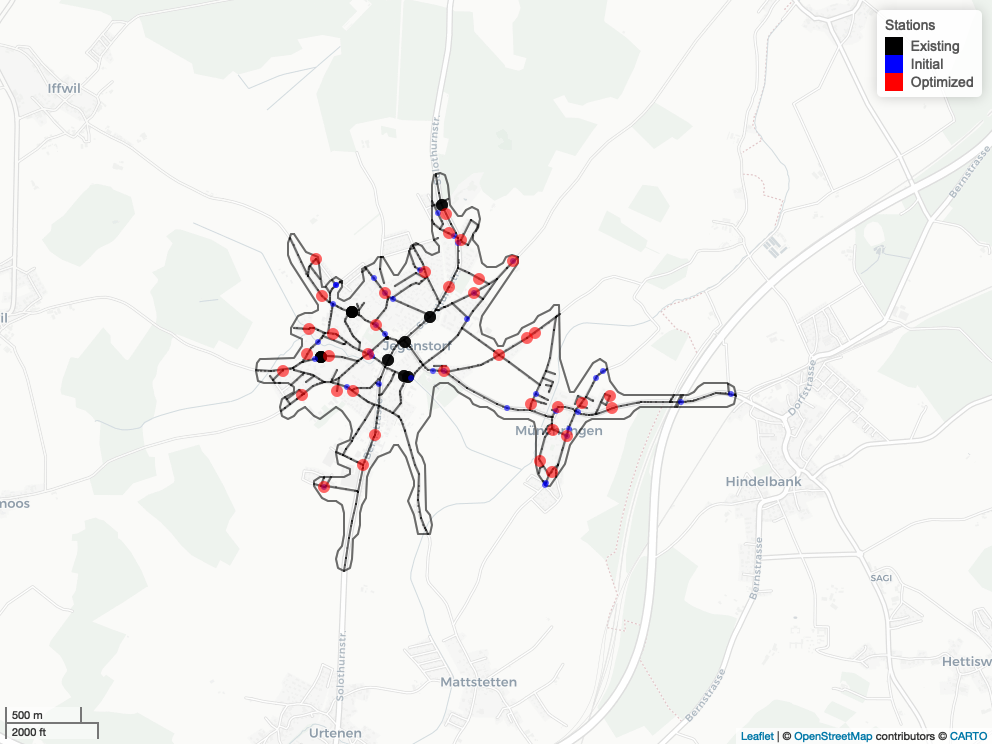 Stations
Existing
Initial
Optimized
Iffwil
Solothurnstr.
Bernstrasse
il
Jegenstorf
Münchringen
Dorfstrasse
Hindelbank
noos
Bernstrasse
SAGI
Solothurnstr.
Hettisw
Mattstetten
Bernstrasse
500 m
2000 ft
Urtenen
Leaflet | © OpenStreetMap contributors © CARTO